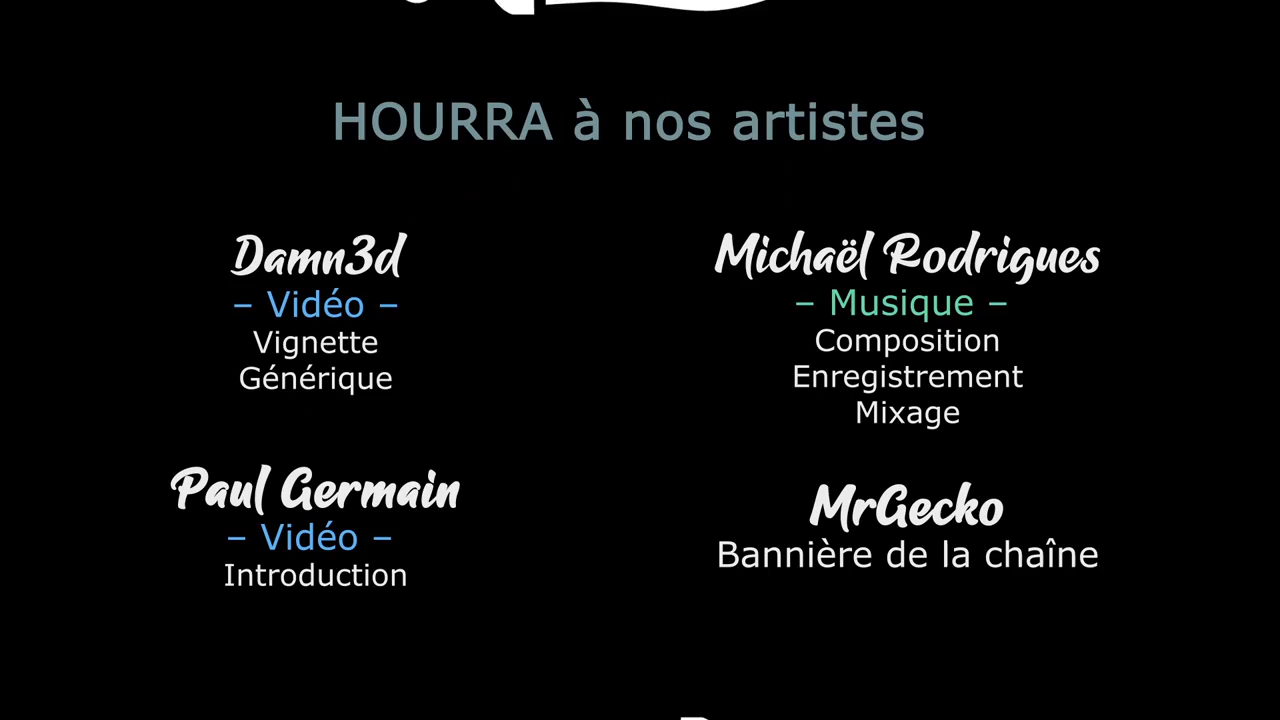 HOURRA à nos artistes
Damn3d
– Vidéo –
Vignette
Générique
Michaël Rodrigues
– Musique –
Composition
Enregistrement
Mixage
Paul Germain
– Vidéo –
Introduction
MrGecko
Bannière de la chaîne